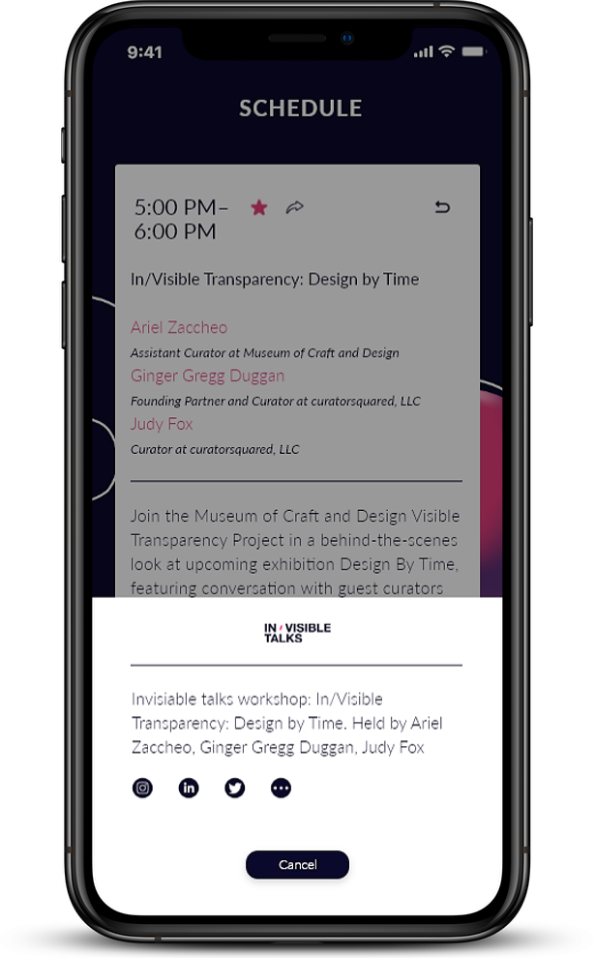 9:41
SCHEDULE
5:00 PM–
6:00 PM
In/Visible Transparency: Design by Time
Ariel Zaccheo
Assistant Curator at Museum of Craft and Design
Ginger Gregg Duggan
Founding Partner and Curator at curatorsquared, LLC
Judy Fox
Curator at curatorsquared, LLC
Join the Museum of Craft and Design Visible
Transparency Project in a behind-the-scenes
look at upcoming exhibition Design By Time,
featuring conversation with guest curators
IN/VISIBLE
TALKS
Invisiable talks workshop: In/Visible
Transparency: Design by Time. Held by Ariel
Zaccheo, Ginger Gregg Duggan, Judy Fox
in
Cancel